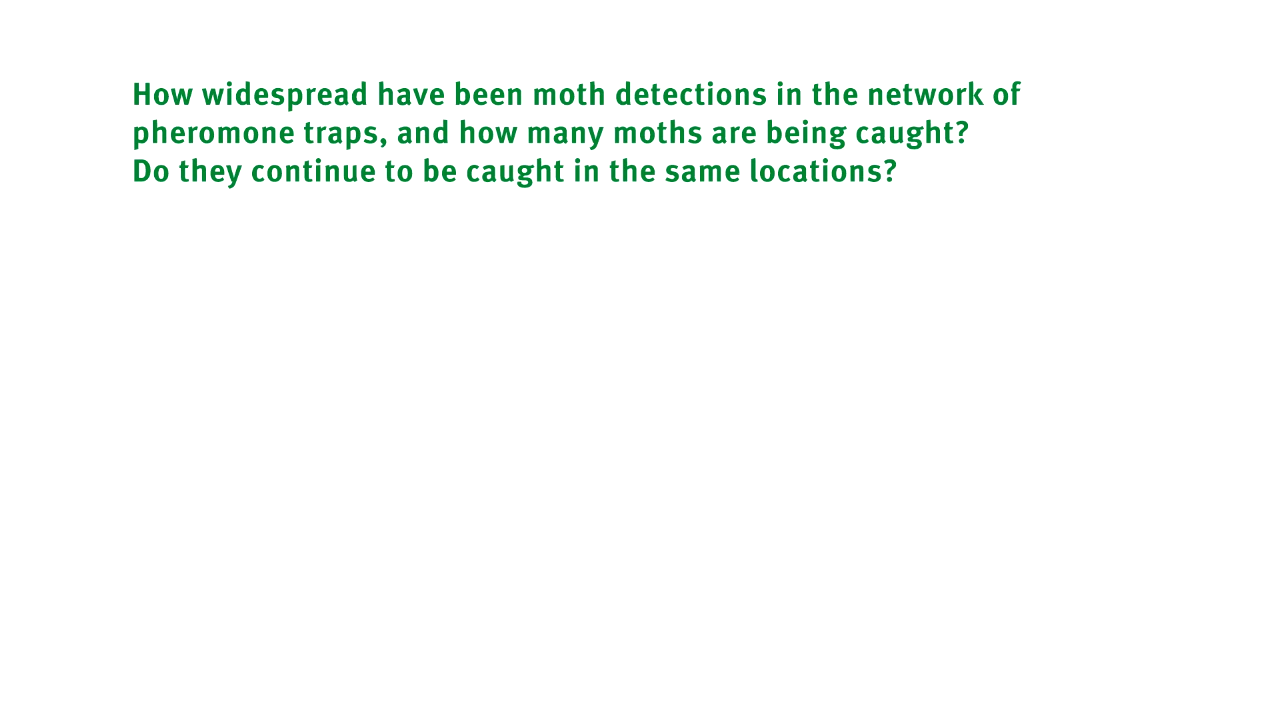 How widespread have been moth detections in the network of
pheromone traps, and how many moths are being caught?
Do they continue to be caught in the same locations?